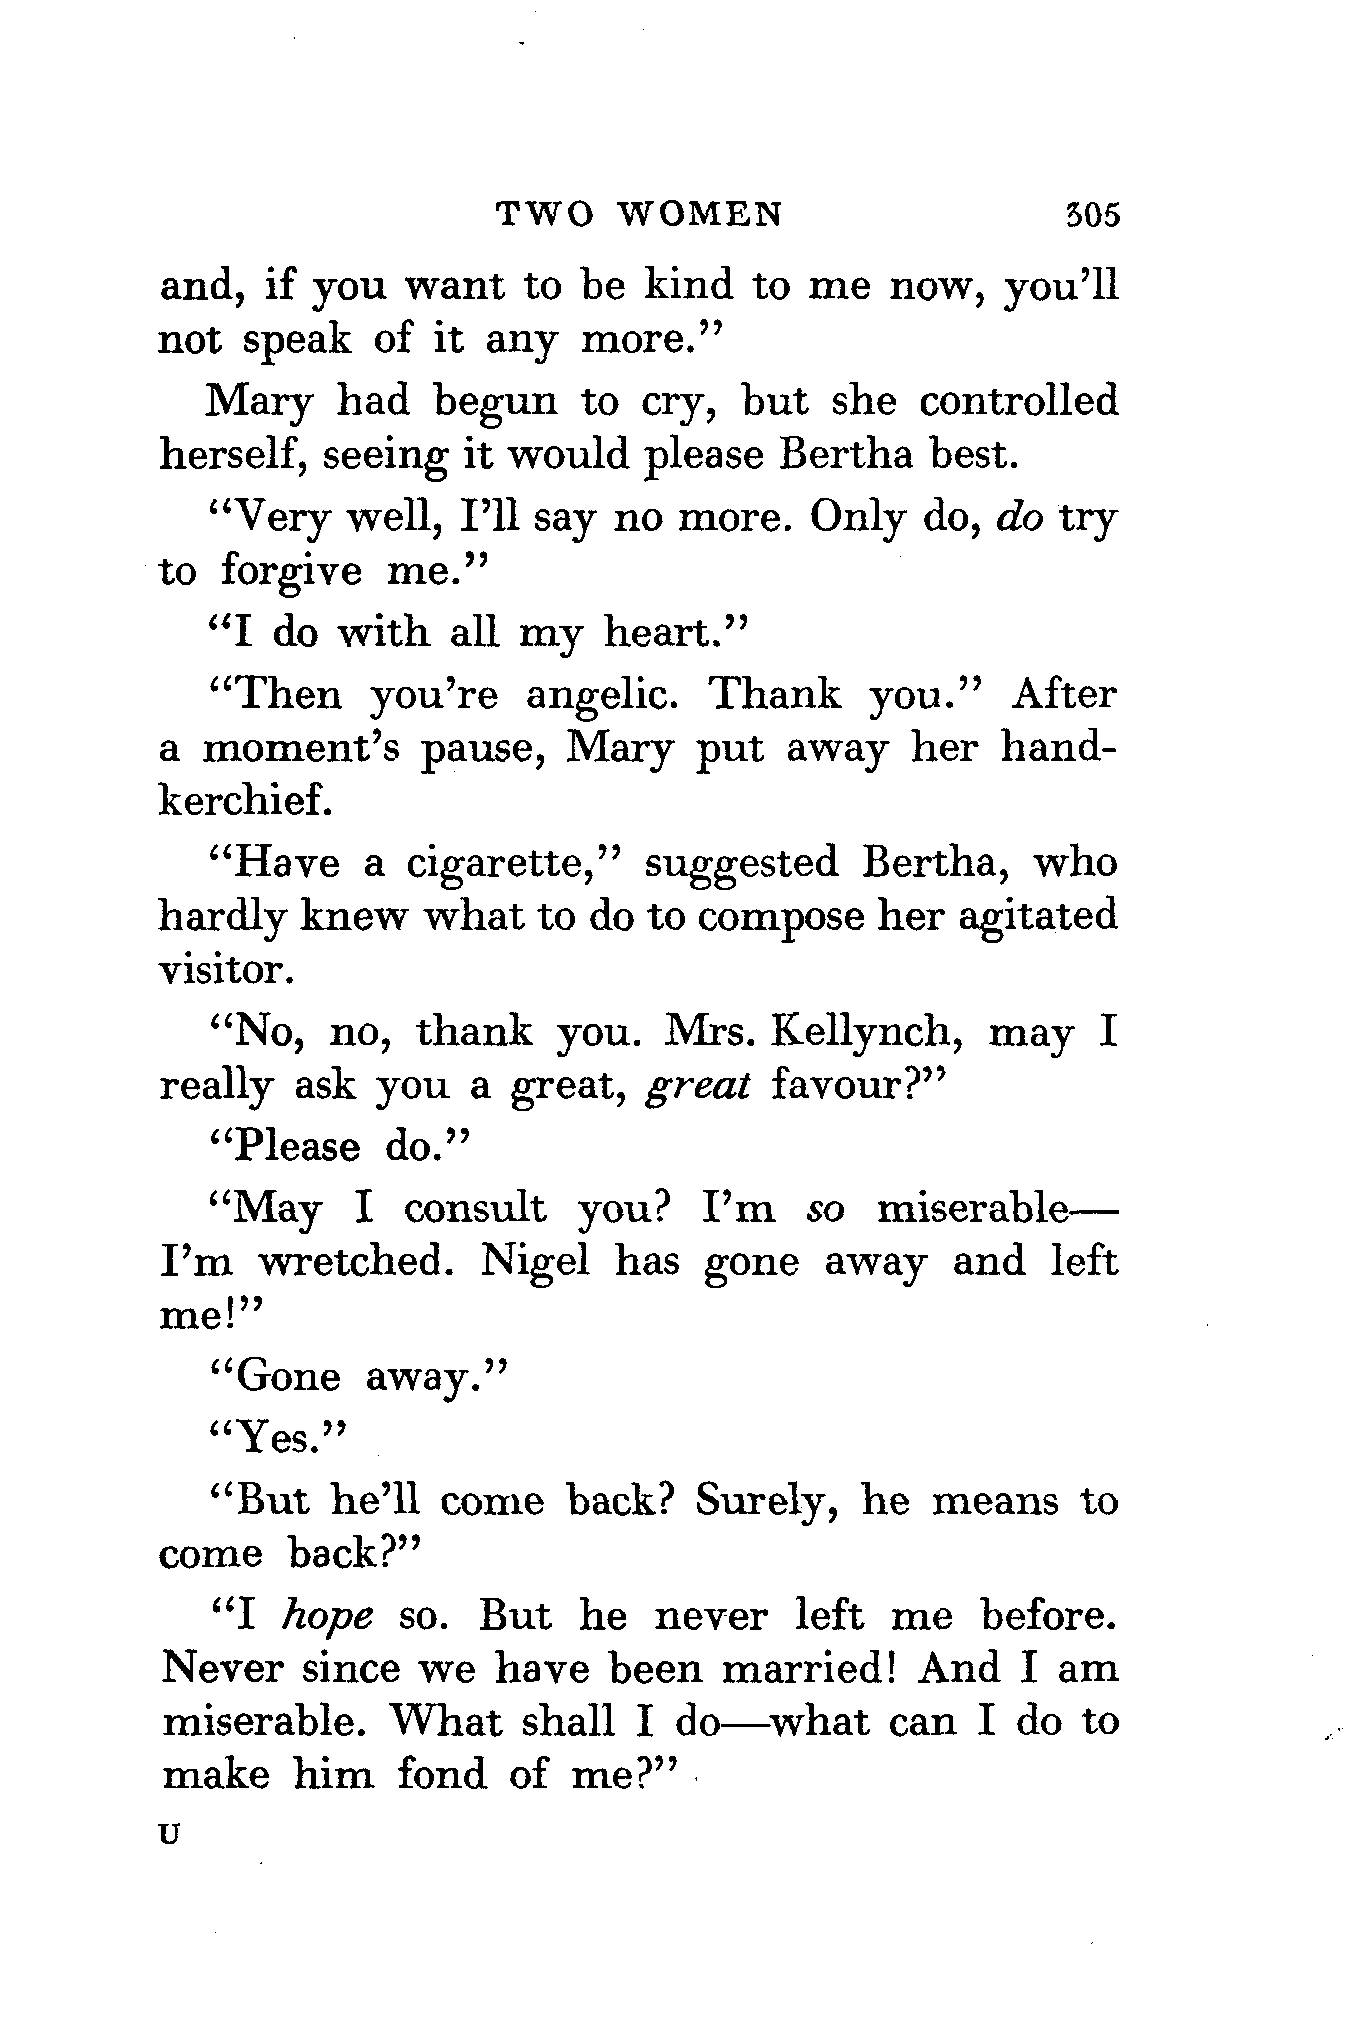 TWO WOMEN 305
and, if you want to be kind to me now, you'll
not speak of it any more."
Mary had begun to cry, but she controlled
herself, seeing it would please Bertha best.
"Very well, I'll say no more. Only do, do try
to forgive me."
"I do with all my heart."
"Then you're angelic. Thank you." After
a moment's pause, Mary put away her hand-
kerchief.
"Have a cigarette," suggested Bertha, who
hardly knew what to do to compose her agitated
visitor.
"No, no, thank you. Mrs. Kellynch, may I
really ask you a great, great favour?"
"Please do."
"May I consult you? I'm so miserable—
I'm wretched. Nigel has gone away and left
me!"
"Gone away."
"Yes."
"But he'll come back? Surely, he means to
come back?"
"I hope so. But he never left me before.
Never since we have been married! And I am
miserable. What shall I do—what can I do to
make him fond of me?"
U